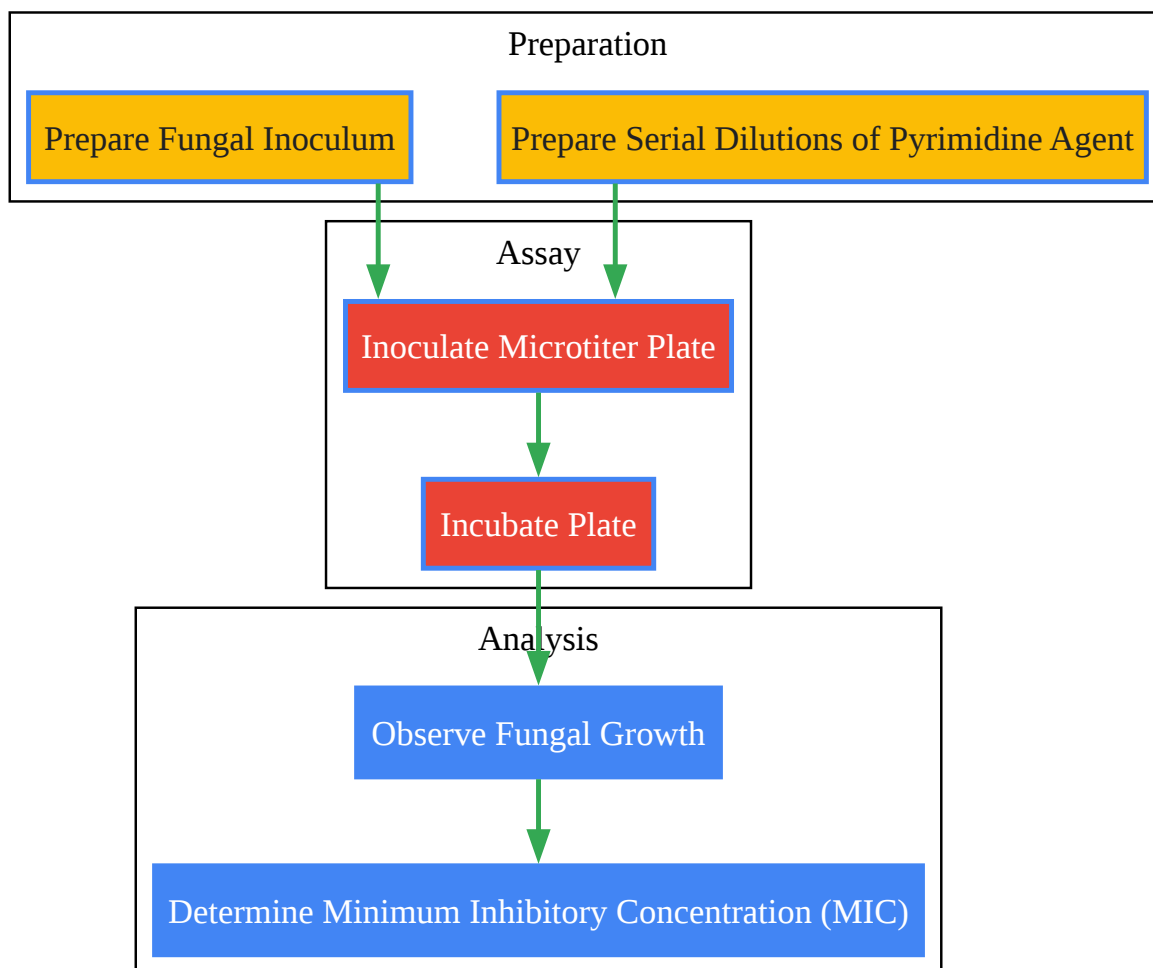 Preparation
Prepare Fungal Inoculum
Prepare Serial Dilutions of Pyrimidine Agent
Assay
Inoculate Microtiter Plate
Incubate Plate
Analysis
Observe Fungal Growth
Determine Minimum Inhibitory Concentration (MIC)